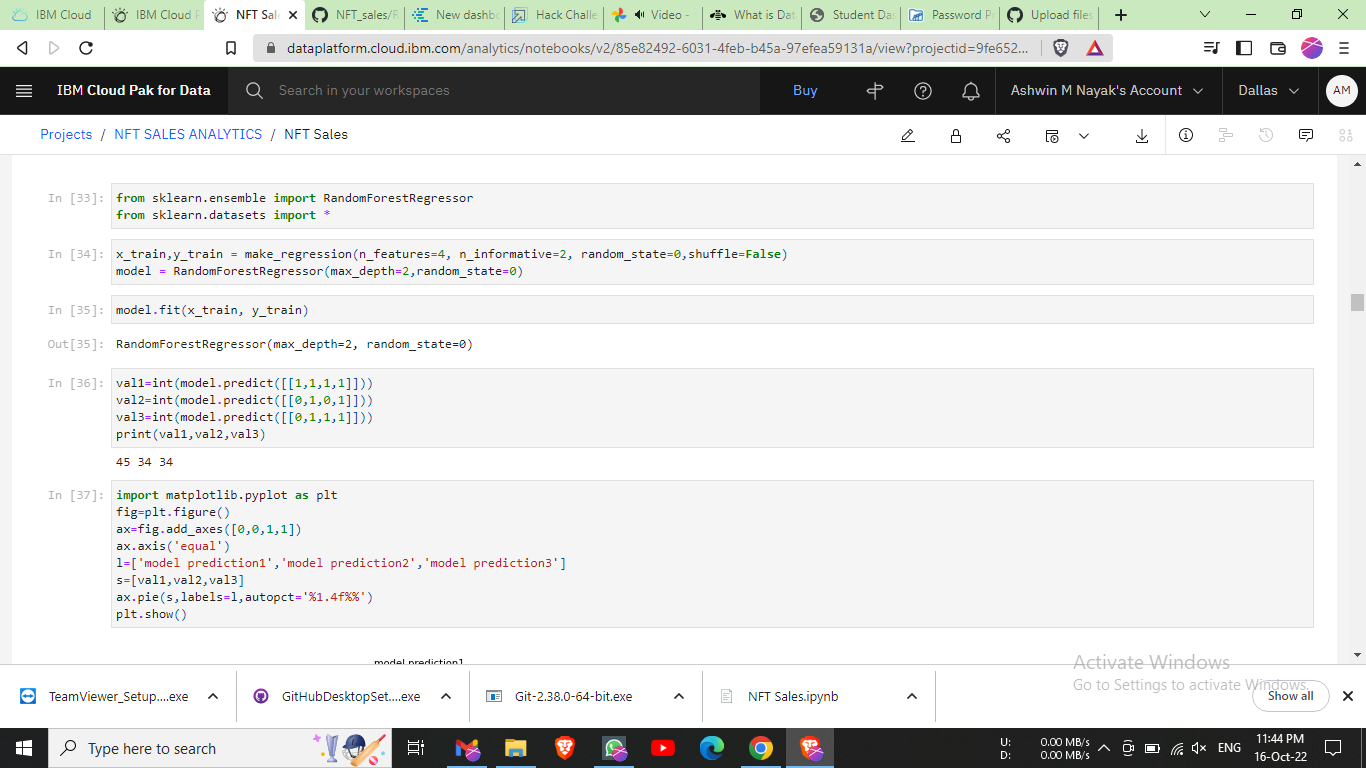 IBM Cloud
IBM Cloud P
NFT Sal
NFT_sales/R
New dashbo
Hack Challe
Video -
What is Dat
Student Das
Password Pr
Upload files
dataplatform.cloud.ibm.com/analytics/notebooks/v2/85e82492-6031-4feb-b45a-97efea59131a/view?projectid=9fe652...
IBM Cloud Pak for Data
Search in your workspaces
Buy
Ashwin M Nayak's Account
Dallas
AM
Projects / NFT SALES ANALYTICS / NFT Sales
In [33]: from sklearn.ensemble import RandomForestRegressor
from sklearn.datasets import *
In [34]: x_train,y_train = make_regression(n_features=4, n_informative=2, random_state=0,shuffle=False)
model = RandomForestRegressor(max_depth=2,random_state=0)
In [35]: model.fit(x_train, y_train)
Out[35]: RandomForestRegressor(max_depth=2, random_state=0)
In [36]: val1=int(model.predict([[1,1,1,1]]))
val2=int(model.predict([[0,1,0,1]]))
val3=int(model.predict([[0,1,1,1]]))
print(val1,val2,val3)
45 34 34
In [37]: import matplotlib.pyplot as plt
fig=plt.figure()
ax=fig.add_axes([0,0,1,1])
ax.axis('equal')
l=['model prediction1','model prediction2','model prediction3']
s=[val1,val2,val3]
ax.pie(s,labels=l,autopct='%1.4f%%')
plt.show()
model prediction1
Activate Windows
Go to Settings to activate Windows.
TeamViewer_Setup....exe
GitHubDesktopSet....exe
Git-2.38.0-64-bit.exe
NFT Sales.ipynb
Show all
Type here to search
U: 0.00 MB/s
D: 0.00 MB/s
ENG
11:44 PM
16-Oct-22